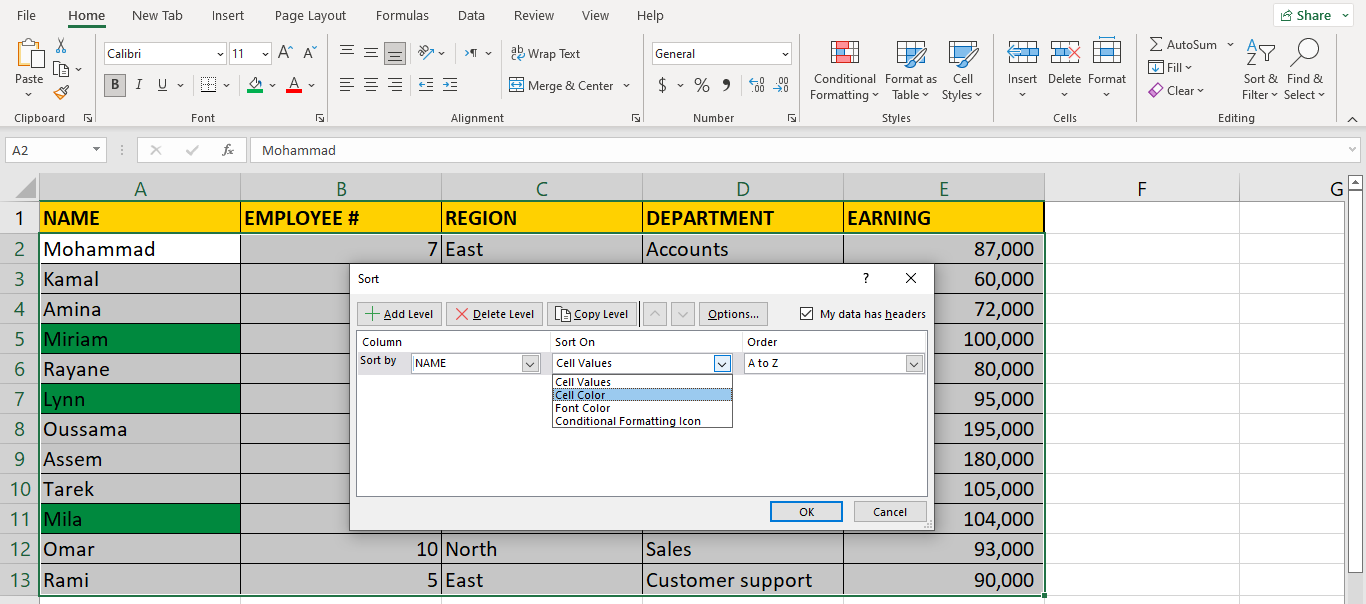 File Home New Tab Insert Page Layout Formulas Data Review View Help Share
Calibri 11 A^ A˅ ab Wrap Text General AutoSum
Paste Conditional Formatting Format as Table Cell Styles Insert Delete Format Fill Sort & Filter Find & Select
B I U A Merge & Center $ % 9 .00 Clear
Clipboard Font Alignment Number Styles Cells Editing
A2 fx Mohammad
A B C D E F G
1 NAME EMPLOYEE # REGION DEPARTMENT EARNING
2 Mohammad 7 East Accounts 87,000
3 Kamal 60,000
4 Amina 72,000
5 Miriam 100,000
6 Rayane 80,000
7 Lynn 95,000
8 Oussama 195,000
9 Assem 180,000
10 Tarek 105,000
11 Mila 104,000
12 Omar 10 North Sales 93,000
13 Rami 5 East Customer support 90,000
Sort ?
Add Level Delete Level Copy Level Options... My data has headers
Column Sort On Order
Sort by NAME Cell Values A to Z
Cell Values
Cell Color
Font Color
Conditional Formatting Icon
OK Cancel